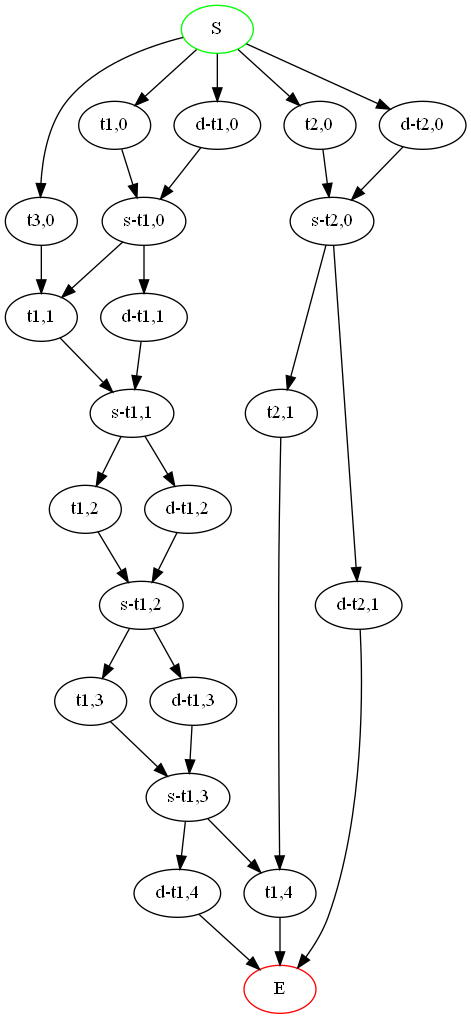 S
t1,0
d-t1,0
t2,0
d-t2,0
t3,0
s-t1,0
s-t2,0
t1,1
d-t1,1
s-t1,1
t2,1
t1,2
d-t1,2
s-t1,2
d-t2,1
t1,3
d-t1,3
s-t1,3
d-t1,4
t1,4
E